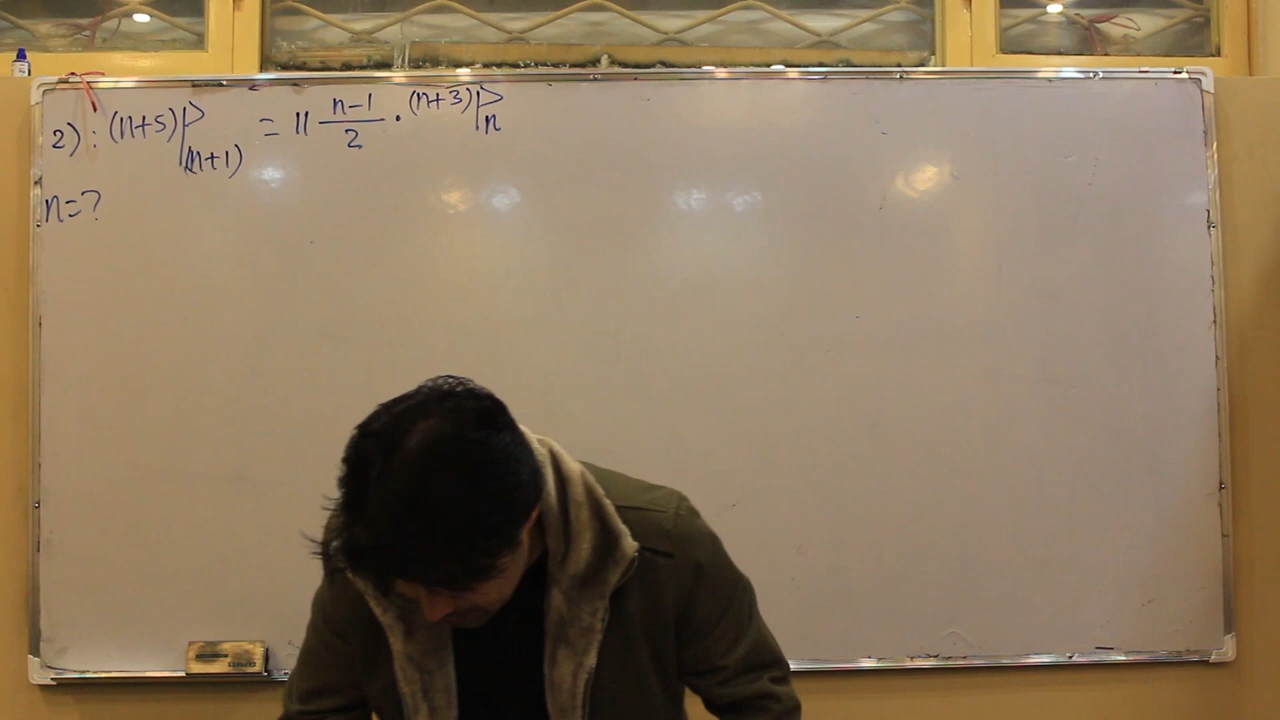 2) : (n+5)P(n+1) = 11 n-1/2 . (n+3)Pn
n=?